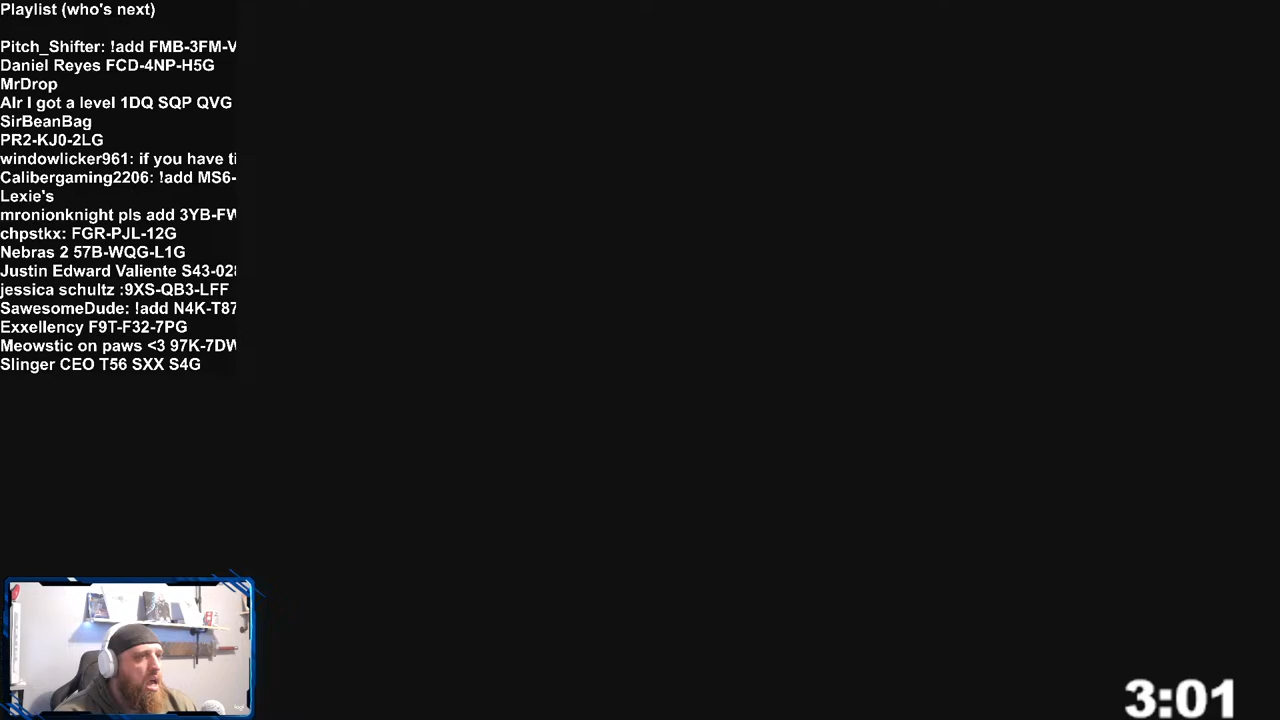 Playlist (who's next)
Pitch_Shifter: !add FMB-3FM-V
Daniel Reyes FCD-4NP-H5G
MrDrop
Alr I got a level 1DQ SQP QVG
SirBeanBag
PR2-KJ0-2LG
windowlicker961: if you have ti
Calibergaming2206: !add MS6-
Lexie's
mronionknight pls add 3YB-FW
chpstkx: FGR-PJL-12G
Nebras 2 57B-WQG-L1G
Justin Edward Valiente S43-028
jessica schultz :9XS-QB3-LFF
SawesomeDude: !add N4K-T87
Exxellency F9T-F32-7PG
Meowstic on paws <3 97K-7DW
Slinger CEO T56 SXX S4G
3:01